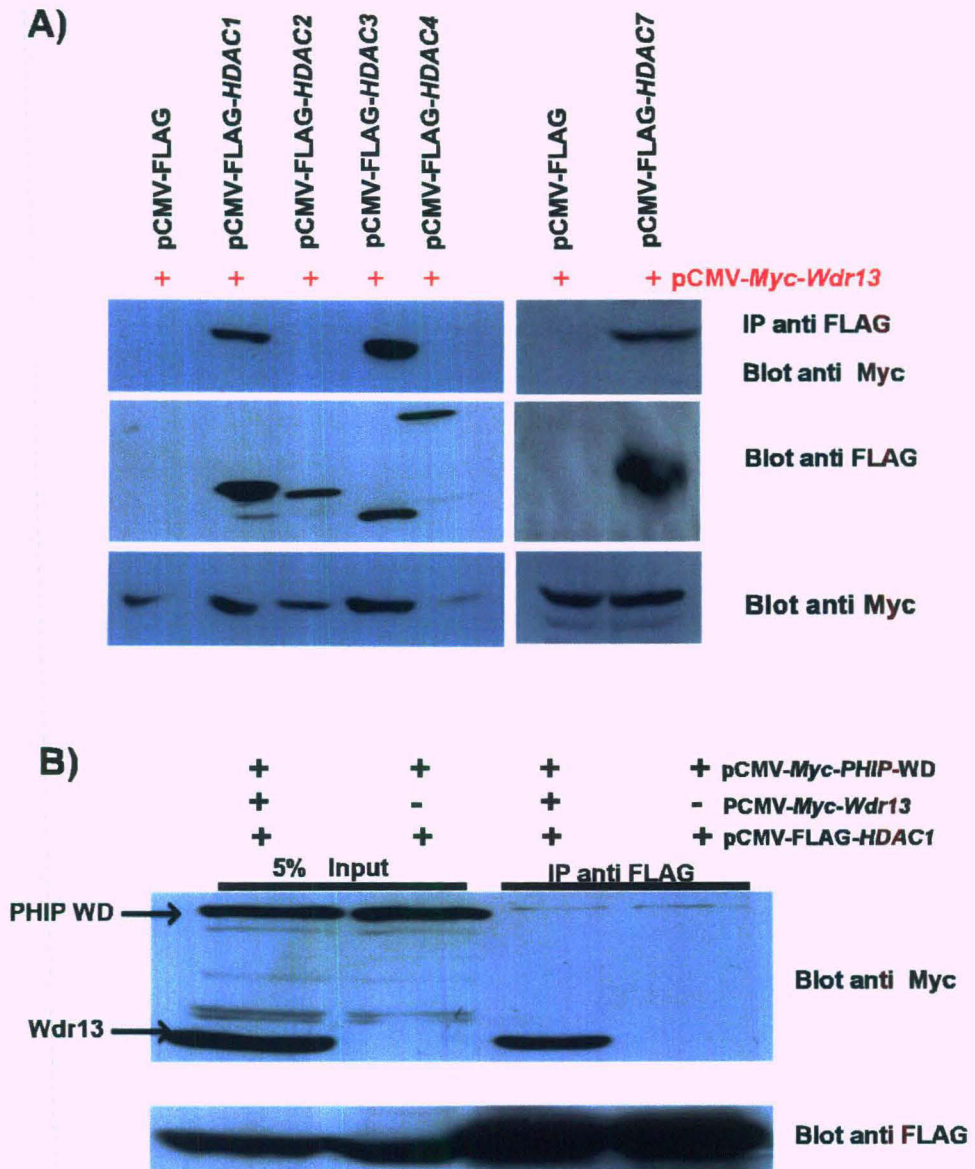 A)
pCMV-FLAG
pCMV-FLAG-HDAC1
pCMV-FLAG-HDAC2
pCMV-FLAG-HDAC3
pCMV-FLAG-HDAC4
pCMV-FLAG
pCMV-FLAG-HDAC7
+ + + + + + + pCMV-Myc-Wdr13
IP anti FLAG
Blot anti Myc
Blot anti FLAG
Blot anti Myc
B)
+ + + + pCMV-Myc-PHIP-WD
+ - + - PCMV-Myc-Wdr13
+ + + + pCMV-FLAG-HDAC1
5% Input IP anti FLAG
PHIP WD
Blot anti Myc
Wdr13
Blot anti FLAG